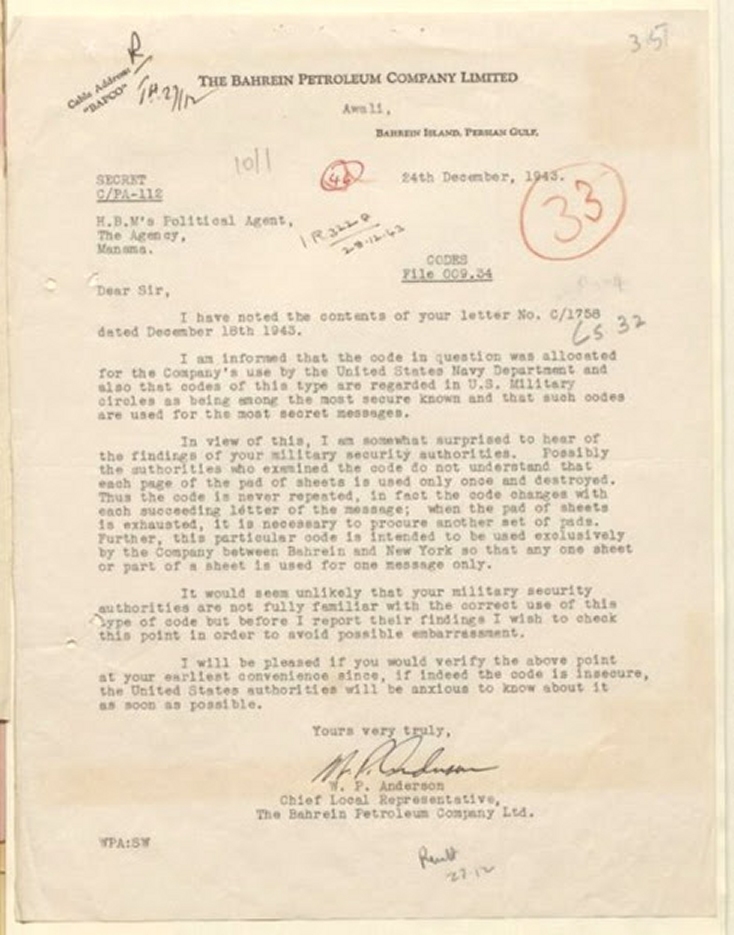 35
R
Cable Address
"BAPCO"
27/12
THE BAHREIN PETROLEUM COMPANY LIMITED
Awali,
BAHREIN ISLAND, PERSIAN GULF.
10/1
46
24th December, 1943.
33
SECRET
C/PA-112
H.B.M's Political Agent,
The Agency,
Manama.
28-12-43
CODES
File 009.34
Dear Sir,
I have noted the contents of your letter No. C/1758
dated December 18th 1943.
32
I am informed that the code in question was allocated
for the Company's use by the United States Navy Department and
also that codes of this type are regarded in U.S. Military
circles as being among the most secure known and that such codes
are used for the most secret messages.
In view of this, I am somewhat surprised to hear of
the findings of your military security authorities. Possibly
the authorities who examined the code do not understand that
each page of the pad of sheets is used only once and destroyed.
Thus the code is never repeated, in fact the code changes with
each succeeding letter of the message; when the pad of sheets
is exhausted, it is necessary to procure another set of pads.
Further, this particular code is intended to be used exclusively
by the Company between Bahrein and New York so that any one sheet
or part of a sheet is used for one message only.
It would seem unlikely that your military security
authorities are not fully familiar with the correct use of this
type of code but before I report their findings I wish to check
this point in order to avoid possible embarrassment.
I will be pleased if you would verify the above point
at your earliest convenience since, if indeed the code is insecure,
the United States authorities will be anxious to know about it
as soon as possible.
Yours very truly,
W. P. Anderson
W. P. Anderson
Chief Local Representative,
The Bahrein Petroleum Company Ltd.
WPA:SW
27.12